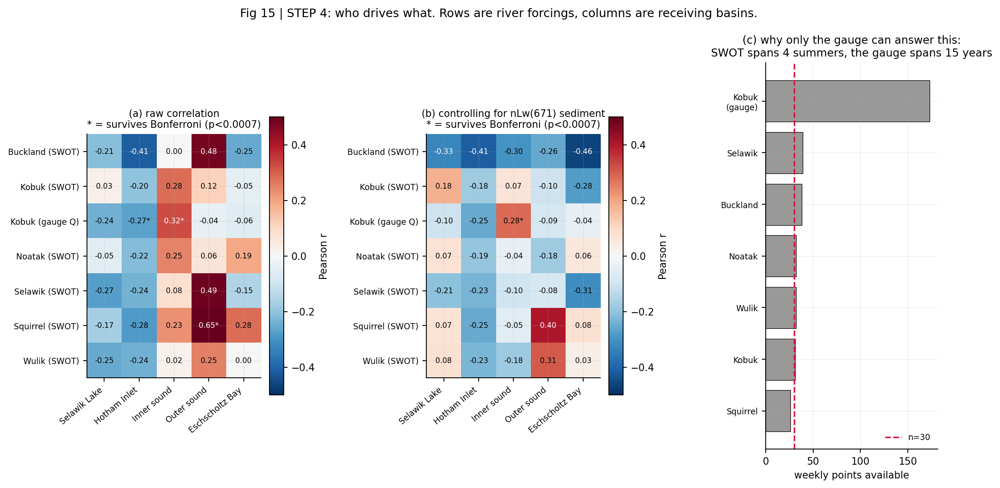 Fig 15 | STEP 4: who drives what. Rows are river forcings, columns are receiving basins.
(a) raw correlation
* = survives Bonferroni (p<0.0007)
Buckland (SWOT) -0.21 -0.41 0.00 0.48 -0.25
Kobuk (SWOT) 0.03 -0.20 0.28 0.12 -0.05
Kobuk (gauge Q) -0.24 -0.27* 0.32* -0.04 -0.06
Noatak (SWOT) -0.05 -0.22 0.25 0.06 0.19
Selawik (SWOT) -0.27 -0.24 0.08 0.49 -0.15
Squirrel (SWOT) -0.17 -0.28 0.23 0.65* 0.28
Wulik (SWOT) -0.25 -0.24 0.02 0.25 0.00
Selawik Lake
Hotham Inlet
Inner sound
Outer sound
Eschscholtz Bay
0.4
0.2
0.0
−0.2
−0.4
Pearson r
(b) controlling for nLw(671) sediment
* = survives Bonferroni (p<0.0007)
Buckland (SWOT) -0.33 -0.41 -0.30 -0.26 -0.46
Kobuk (SWOT) 0.18 -0.18 0.07 -0.10 -0.28
Kobuk (gauge Q) -0.10 -0.25 0.28* -0.09 -0.04
Noatak (SWOT) 0.07 -0.19 -0.04 -0.18 0.06
Selawik (SWOT) -0.21 -0.23 -0.10 -0.08 -0.31
Squirrel (SWOT) 0.07 -0.25 -0.05 0.40 0.08
Wulik (SWOT) 0.08 -0.23 -0.18 0.31 0.03
Selawik Lake
Hotham Inlet
Inner sound
Outer sound
Eschscholtz Bay
0.4
0.2
0.0
−0.2
−0.4
Pearson r
(c) why only the gauge can answer this:
SWOT spans 4 summers, the gauge spans 15 years
Kobuk
(gauge)
Selawik
Buckland
Noatak
Wulik
Kobuk
Squirrel
n=30
0 50 100 150
weekly points available